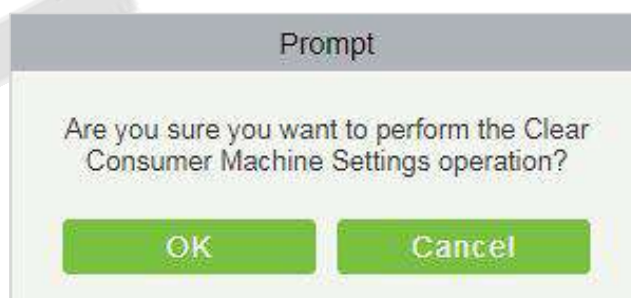 Prompt
Are you sure you want to perform the Clear
Consumer Machine Settings operation?
OK
Cancel